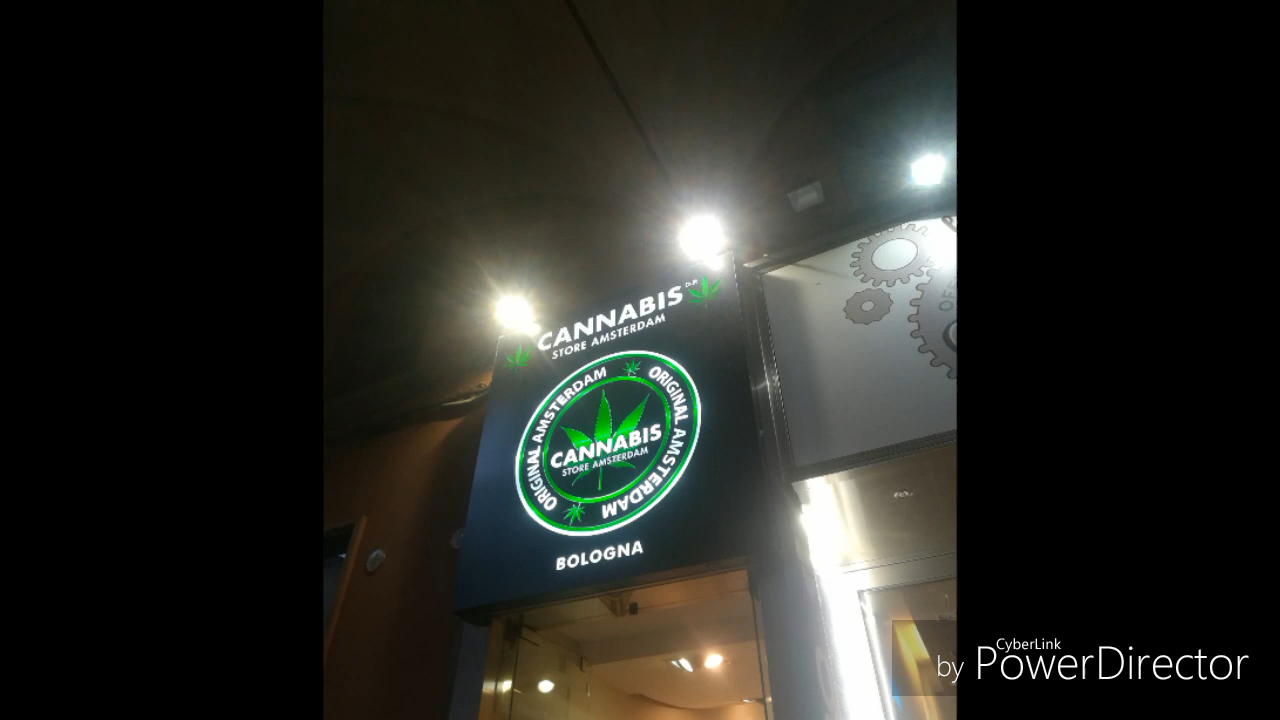 CANNABIS
STORE AMSTERDAM
ORIGINAL AMSTERDAM
ORIGINAL AMSTERDAM
CANNABIS
STORE AMSTERDAM
BOLOGNA
CyberLink
by PowerDirector